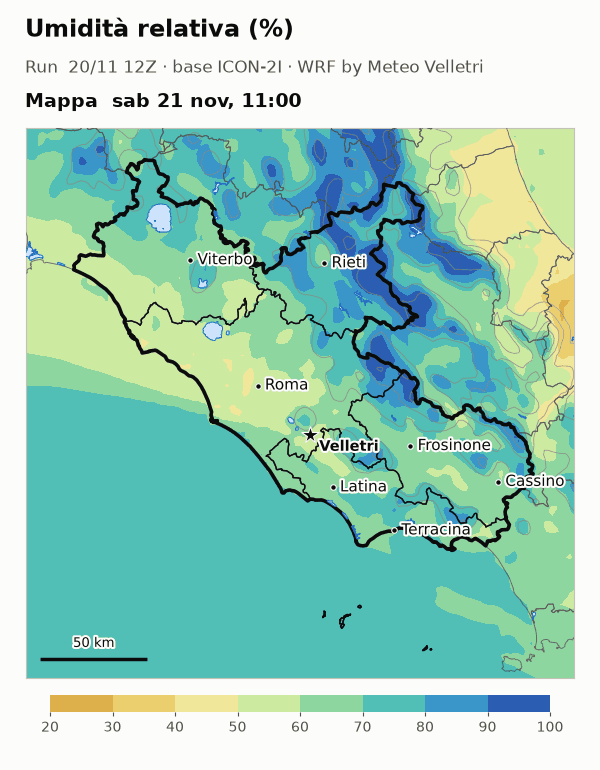 Umidità relativa (%)
Run  20/11 12Z · base ICON-2I · WRF by Meteo Velletri
Mappa  sab 21 nov, 11:00
Viterbo
Rieti
Roma
Velletri
Frosinone
Latina
Cassino
Terracina
50 km
20 30 40 50 60 70 80 90 100